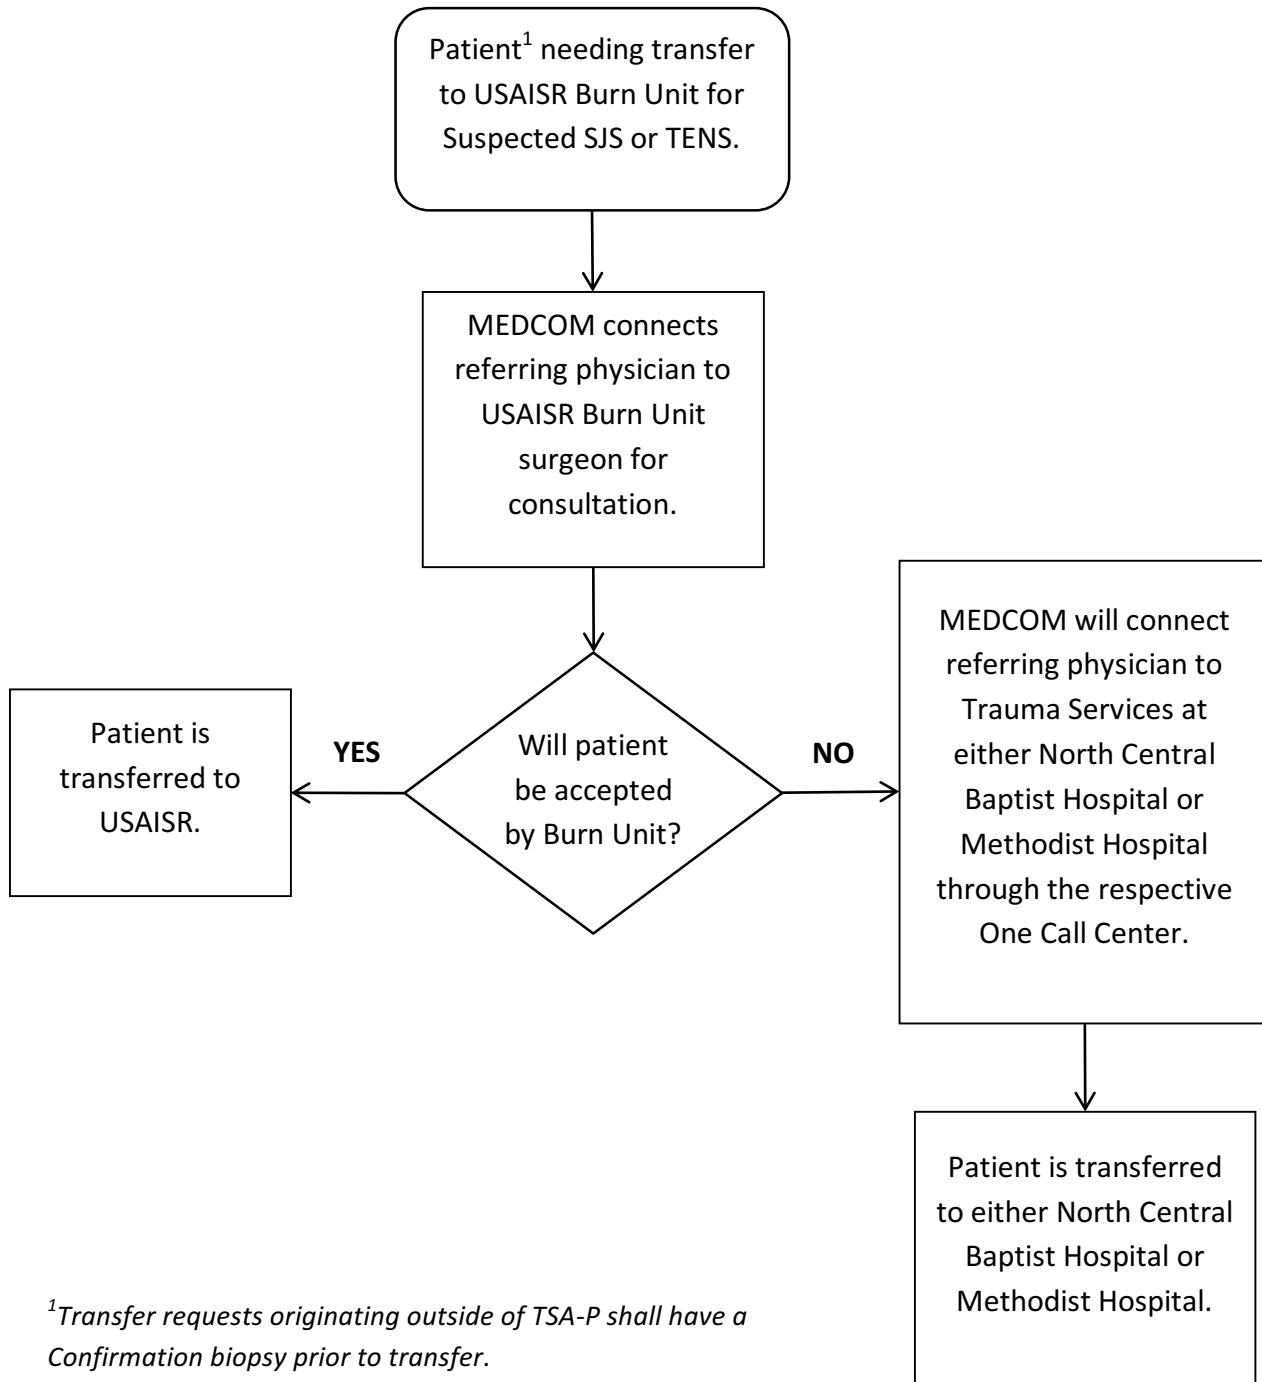 Patient¹ needing transfer
to USAISR Burn Unit for
Suspected SJS or TENS.
MEDCOM connects
referring physician to
USAISR Burn Unit
surgeon for
consultation.
Will patient
be accepted
by Burn Unit?
YES
Patient is
transferred to
USAISR.
NO
MEDCOM will connect
referring physician to
Trauma Services at
either North Central
Baptist Hospital or
Methodist Hospital
through the respective
One Call Center.
Patient is transferred
to either North Central
Baptist Hospital or
Methodist Hospital.
¹Transfer requests originating outside of TSA-P shall have a
Confirmation biopsy prior to transfer.